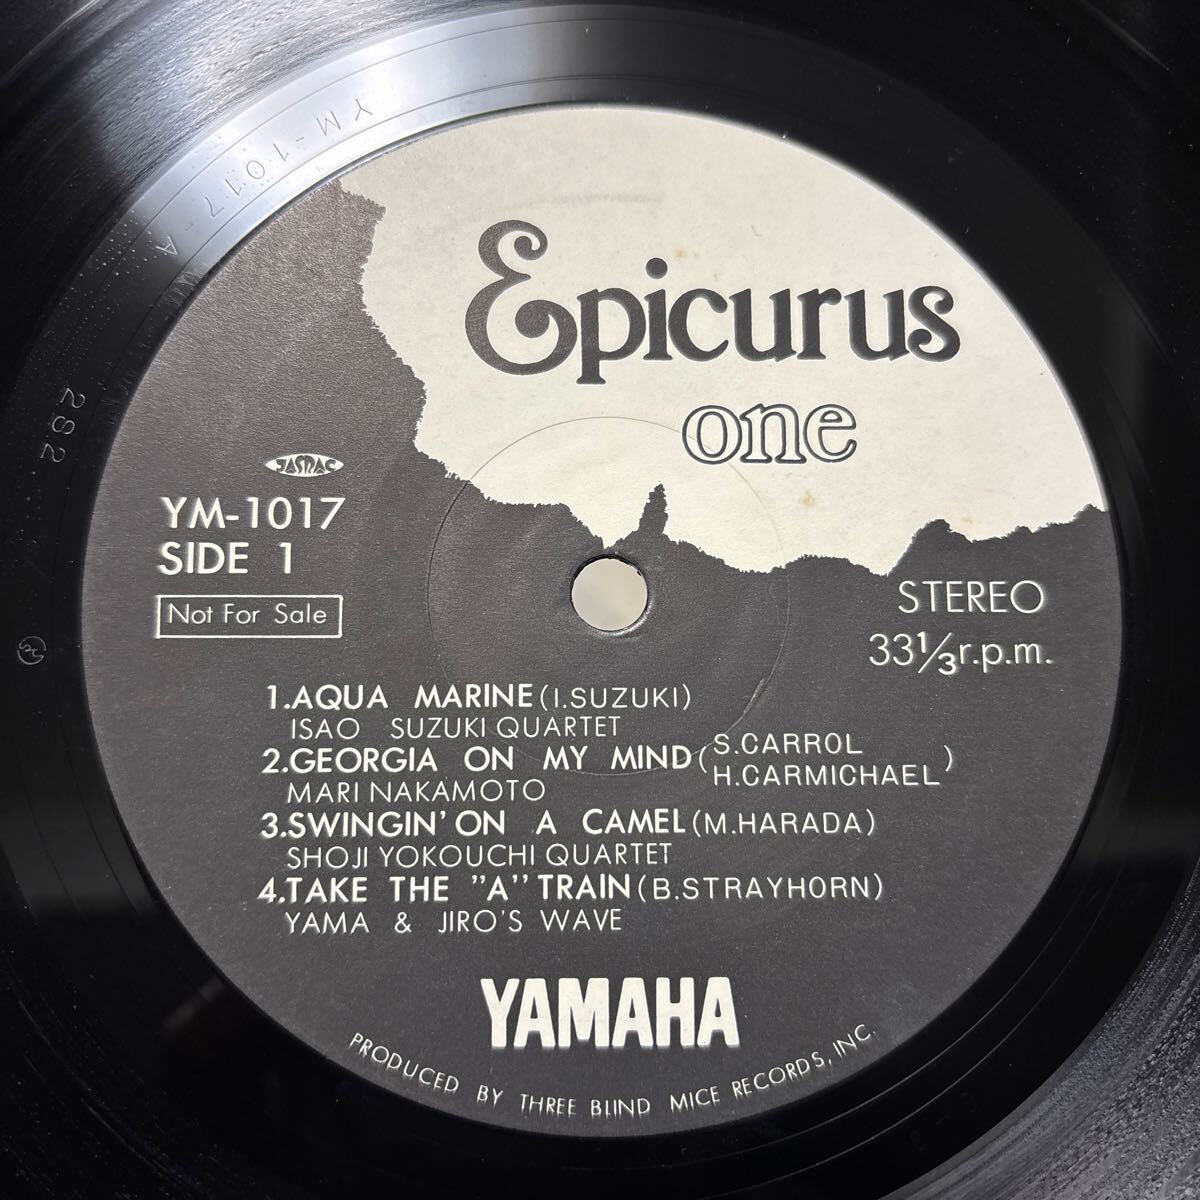 YM-1017 A
Epicurus
one
JASRAC
YM-1017
SIDE 1
Not For Sale
STEREO
33⅓r.p.m.
1.AQUA MARINE(I.SUZUKI)
ISAO SUZUKI QUARTET
2.GEORGIA ON MY MIND(S.CARROL
H.CARMICHAEL)
MARI NAKAMOTO
3.SWINGIN' ON A CAMEL(M.HARADA)
SHOJI YOKOUCHI QUARTET
4.TAKE THE "A" TRAIN(B.STRAYHORN)
YAMA & JIRO'S WAVE
YAMAHA
PRODUCED BY THREE BLIND MICE RECORDS, INC.
2S2